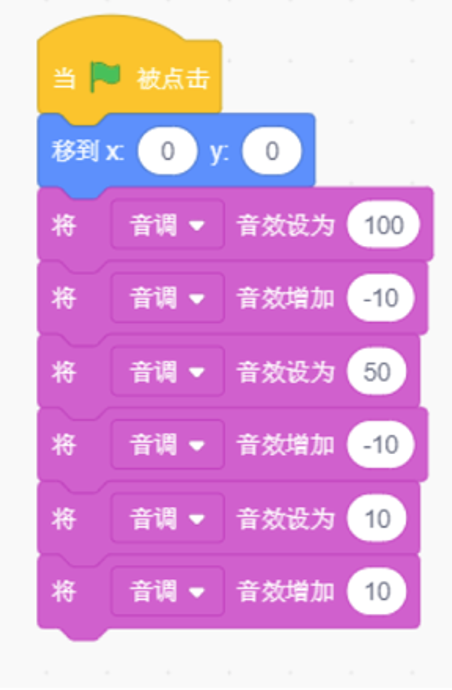 当 被点击
移到 x: 0 y: 0
将 音调 音效设为 100
将 音调 音效增加 -10
将 音调 音效设为 50
将 音调 音效增加 -10
将 音调 音效设为 10
将 音调 音效增加 10